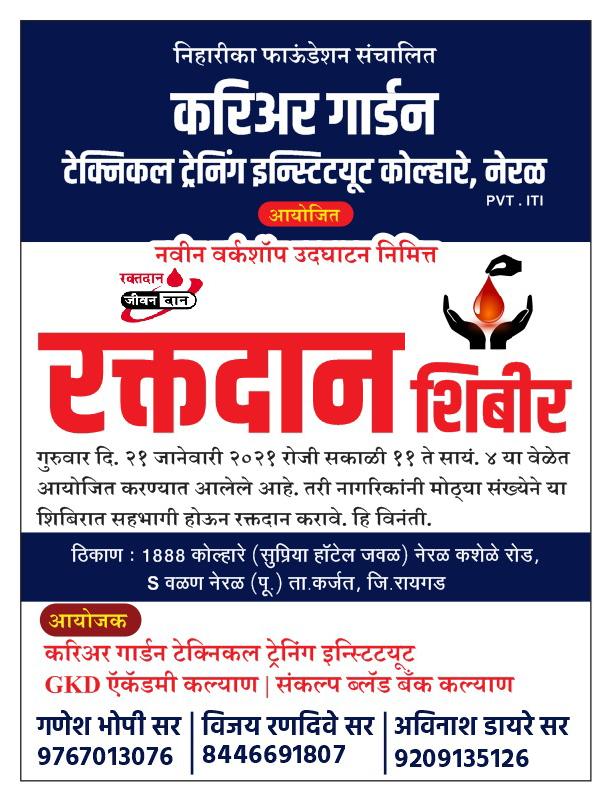 निहारीका फाऊंडेशन संचालित
करिअर गार्डन
टेक्निकल ट्रेनिंग इन्स्टिटयूट कोल्हारे, नेरळ
PVT . ITI
आयोजित
नवीन वर्कशॉप उदघाटन निमित्त
रक्तदान
जीवन दान
रक्तदान शिबीर
गुरुवार दि. २१ जानेवारी २०२१ रोजी सकाळी ११ ते सायं. ४ या वेळेत
आयोजित करण्यात आलेले आहे. तरी नागरिकांनी मोठ्या संख्येने या
शिबिरात सहभागी होऊन रक्तदान करावे. हि विनंती.
ठिकाण : 1888 कोल्हारे (सुप्रिया हॉटेल जवळ) नेरळ कशेळे रोड,
S वळण नेरळ (पू.) ता.कर्जत, जि.रायगड
आयोजक
करिअर गार्डन टेक्निकल ट्रेनिंग इन्स्टिटयूट
GKD ऍकॅडमी कल्याण | संकल्प ब्लॅड बँक कल्याण
गणेश भोपी सर | विजय रणदिवे सर | अविनाश डायरे सर
9767013076 | 8446691807 | 9209135126